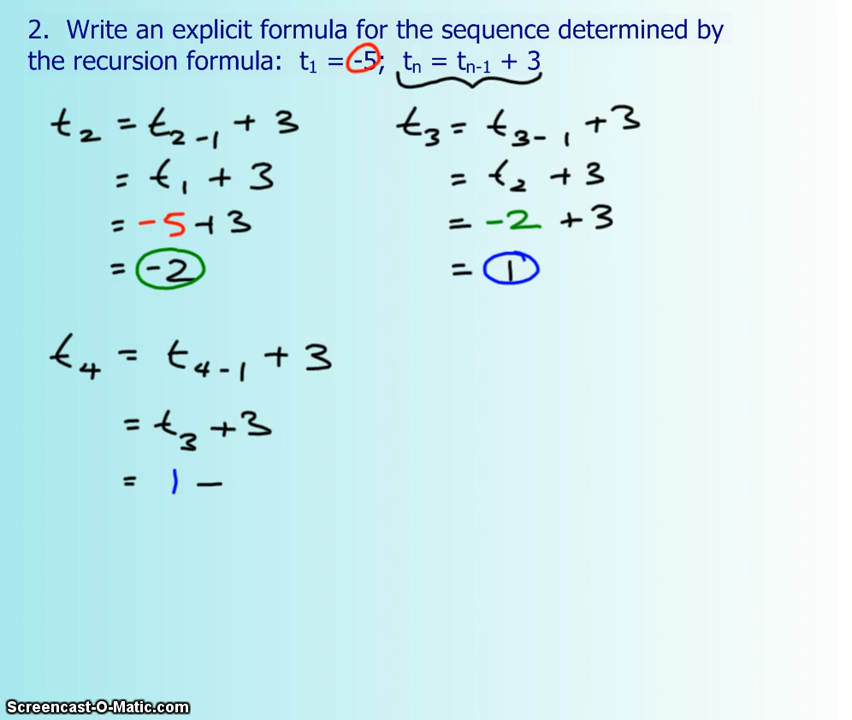 2. Write an explicit formula for the sequence determined by
the recursion formula: t₁ = -5; tₙ = tₙ₋₁ + 3
t₂ = t₂₋₁ + 3
= t₁ + 3
= -5 + 3
= -2
t₃ = t₃₋₁ + 3
= t₂ + 3
= -2 + 3
= 1
t₄ = t₄₋₁ + 3
= t₃ + 3
= 1 –
Screencast-O-Matic.com